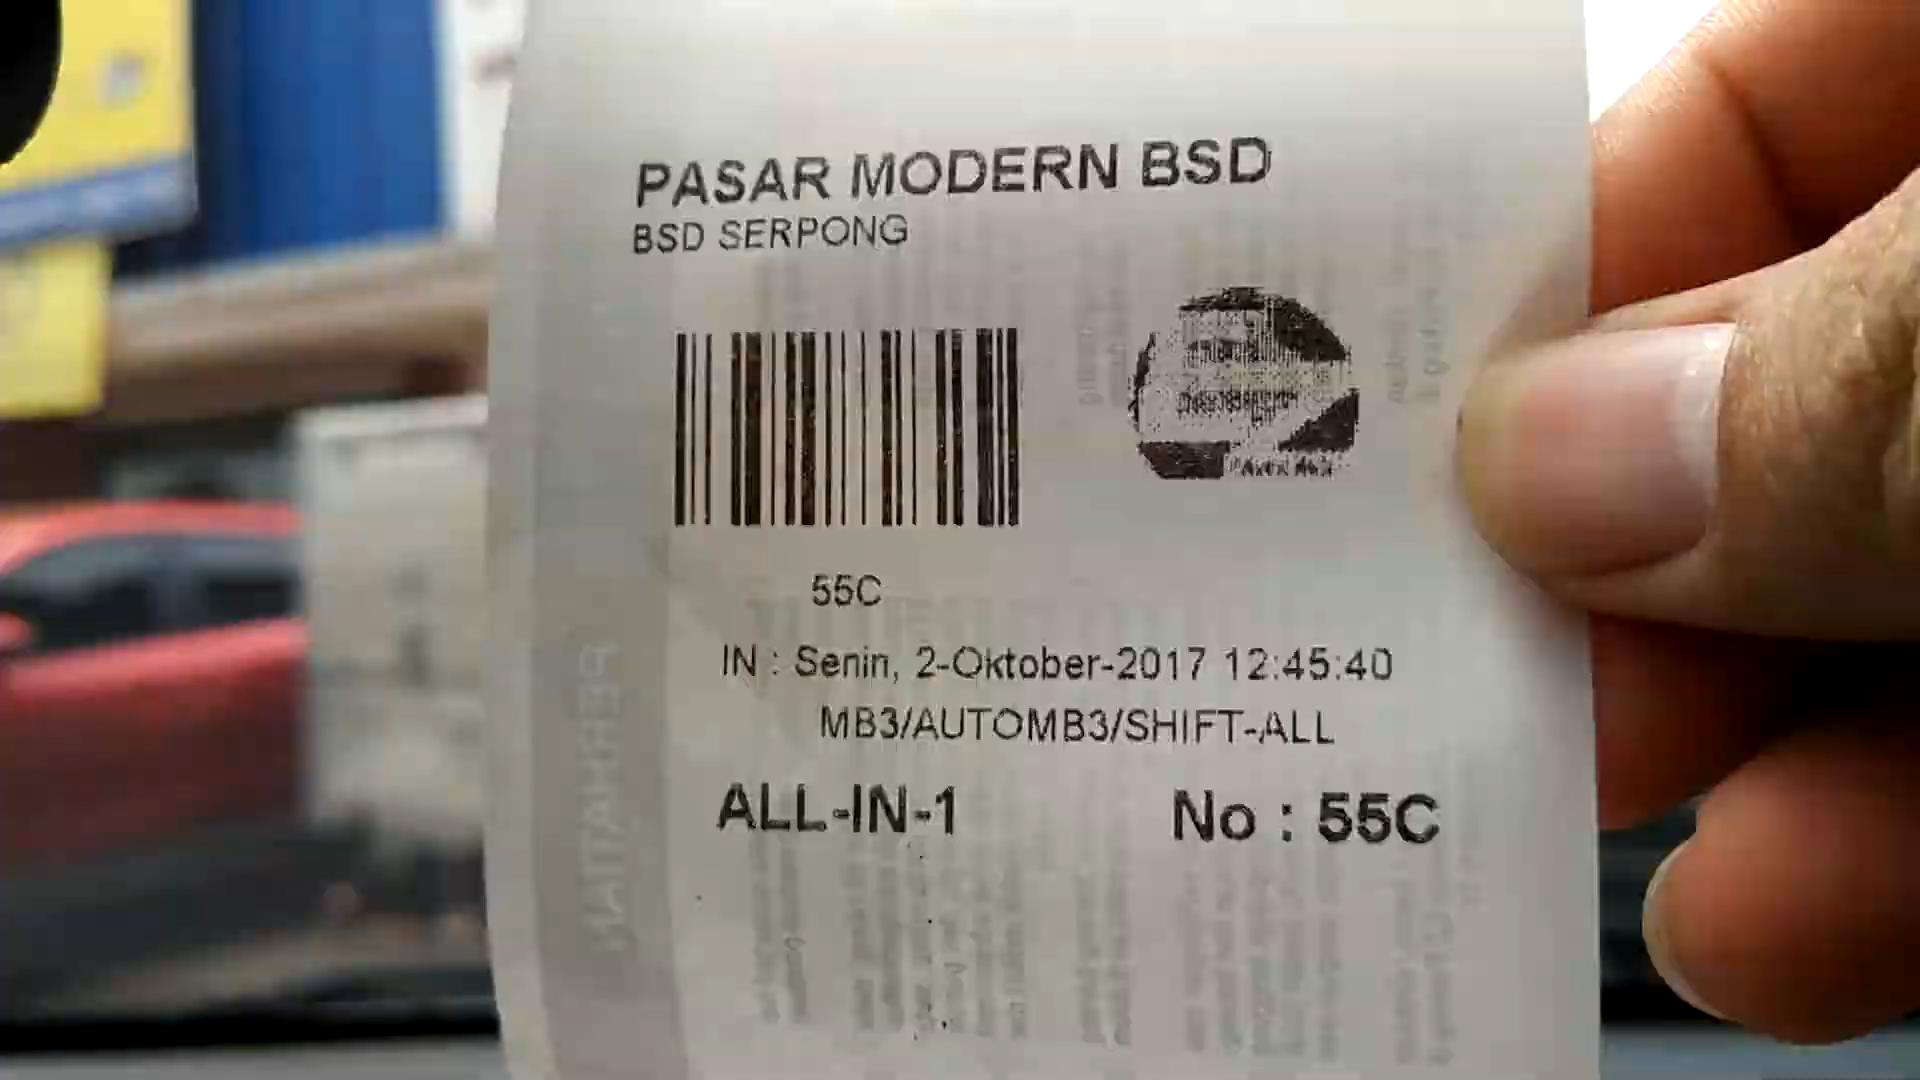 PASAR MODERN BSD
BSD SERPONG
55C
IN : Senin, 2-Oktober-2017 12:45:40
MB3/AUTOMB3/SHIFT-ALL
ALL-IN-1 No : 55C